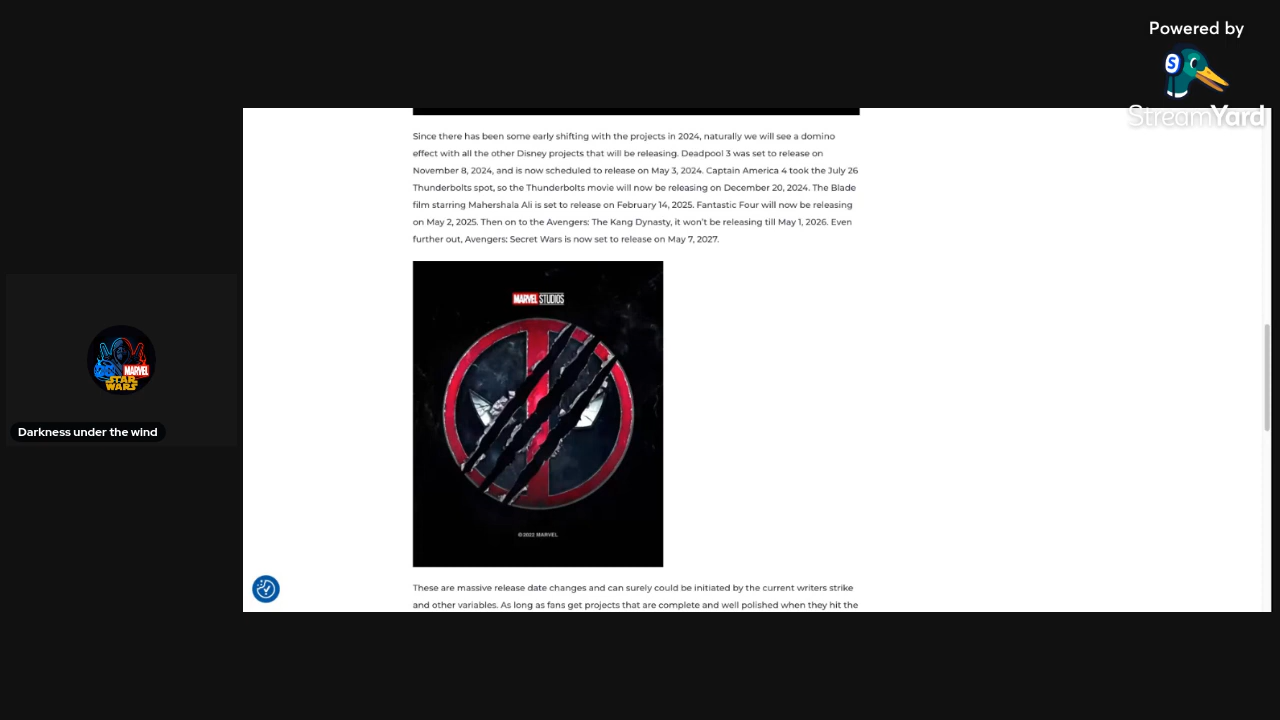 Powered by
StreamYard
Since there has been some early shifting with the projects in 2024, naturally we will see a domino
effect with all the other Disney projects that will be releasing. Deadpool 3 was set to release on
November 8, 2024, and is now scheduled to release on May 3, 2024. Captain America 4 took the July 26
Thunderbolts spot, so the Thunderbolts movie will now be releasing on December 20, 2024. The Blade
film starring Mahershala Ali is set to release on February 14, 2025. Fantastic Four will now be releasing
on May 2, 2025. Then on to the Avengers: The Kang Dynasty, it won't be releasing till May 1, 2026. Even
further out, Avengers: Secret Wars is now set to release on May 7, 2027.
MARVEL STUDIOS
©2022 MARVEL
MARVEL
STAR
WARS
Darkness under the wind
These are massive release date changes and can surely could be initiated by the current writers strike
and other variables. As long as fans get projects that are complete and well polished when they hit the